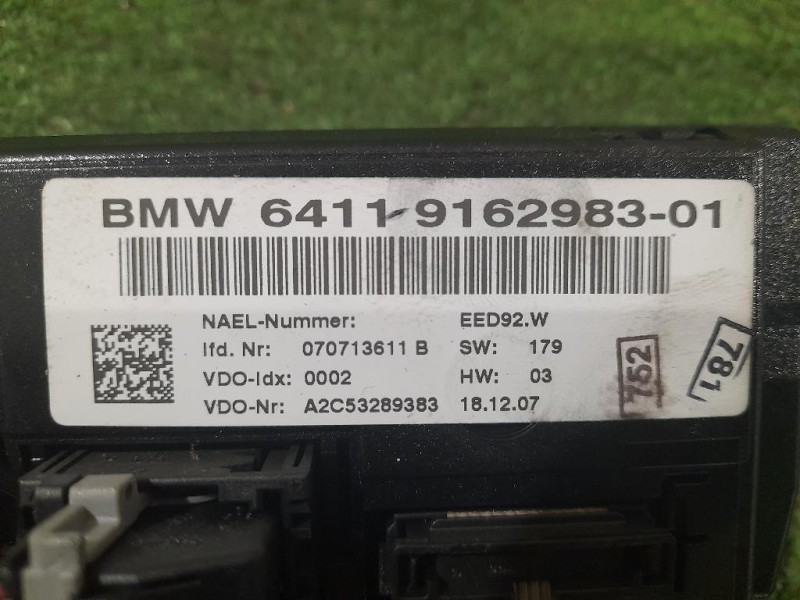 BMW 6411-9162983-01
NAEL-Nummer: EED92.W
lfd. Nr: 070713611 B SW: 179
VDO-Idx: 0002 HW: 03
VDO-Nr: A2C53289383 18.12.07
752
781